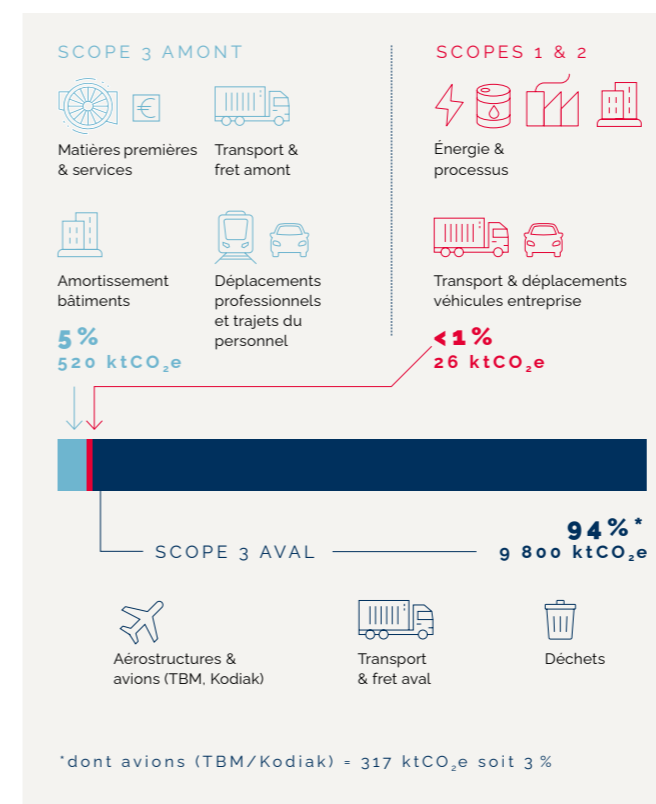 SCOPE 3 AMONT
Matières premières
& services
Transport &
fret amont
Amortissement
bâtiments
Déplacements
professionnels
et trajets du
personnel
5%
520 ktCO₂e
SCOPES 1 & 2
Énergie &
processus
Transport & déplacements
véhicules entreprise
<1%
26 ktCO₂e
94%*
SCOPE 3 AVAL
9 800 ktCO₂e
Aérostructures &
avions (TBM, Kodiak)
Transport
& fret aval
Déchets
*dont avions (TBM/Kodiak) = 317 ktCO₂e soit 3 %